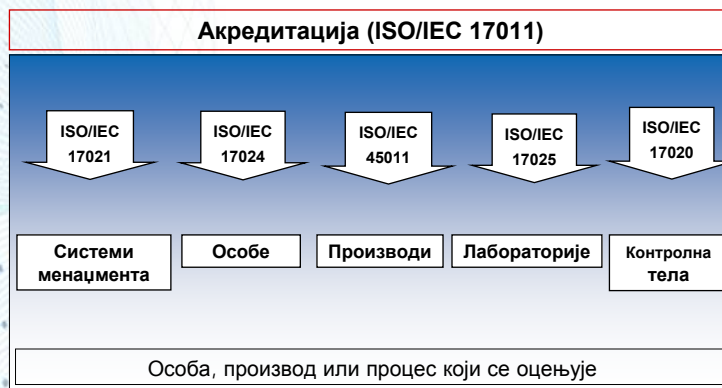 Акредитација (ISO/IEC 17011)
ISO/IEC
17021
ISO/IEC
17024
ISO/IEC
45011
ISO/IEC
17025
ISO/IEC
17020
Системи
менаџмента
Особе
Производи
Лабораторије
Контролна
тела
Особа, производ или процес који се оцењује